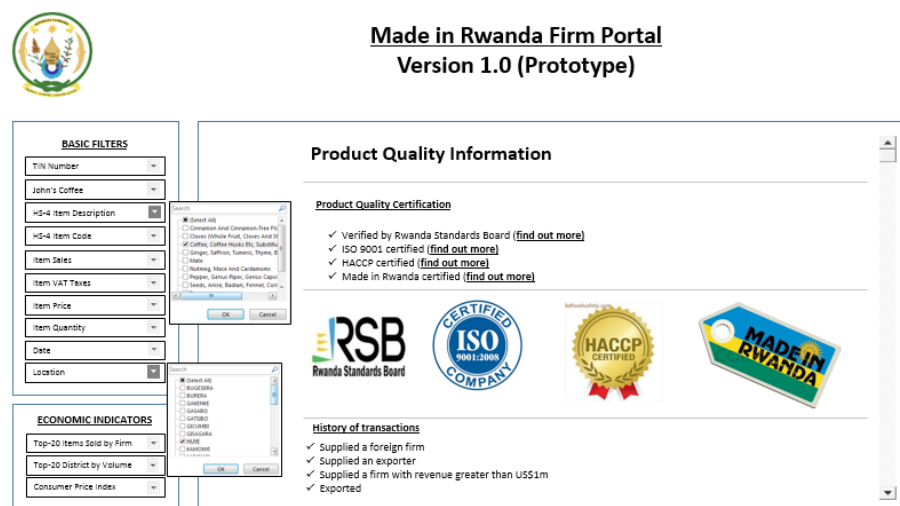 Made in Rwanda Firm Portal
Version 1.0 (Prototype)
BASIC FILTERS
TIN Number
John's Coffee
HS-4 Item Description
HS-4 Item Code
Item Sales
Item VAT Taxes
Item Price
Item Quantity
Date
Location
Search
(Select All)
Cinnamon And Cinnamon-Tree Flo
Cloves (Whole Fruit, Cloves And St
Coffee, Coffee Husks Etc, Substitu
Ginger, Saffron, Tumeric, Thyme, B
Mate
Nutmeg, Mace And Cardamoms
Pepper, Genus Piper, Genus Capsi
Seeds, Anise, Badian, Fennel, Cori
OK Cancel
Search
(Select All)
BUGESERA
BURERA
GAKENKE
GASABO
GATSIBO
GICUMBI
GISAGARA
HUYE
KAMONYI
OK Cancel
ECONOMIC INDICATORS
Top-20 Items Sold by Firm
Top-20 District by Volume
Consumer Price Index
Product Quality Information
Product Quality Certification
✓ Verified by Rwanda Standards Board (find out more)
✓ ISO 9001 certified (find out more)
✓ HACCP certified (find out more)
✓ Made in Rwanda certified (find out more)
RSB
Rwanda Standards Board
CERTIFIED
ISO
9001:2008
COMPANY
HACCP
CERTIFIED
MADE IN
RWANDA
History of transactions
✓ Supplied a foreign firm
✓ Supplied an exporter
✓ Supplied a firm with revenue greater than US$1m
✓ Exported